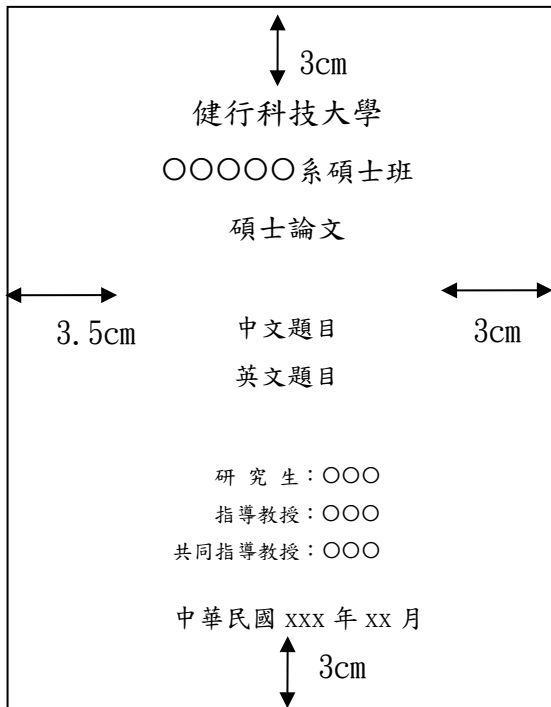 3cm
健行科技大學
○○○○○系碩士班
碩士論文
3.5cm
中文題目
3cm
英文題目
研 究 生：○○○
指導教授：○○○
共同指導教授：○○○
中華民國 xxx 年 xx 月
3cm